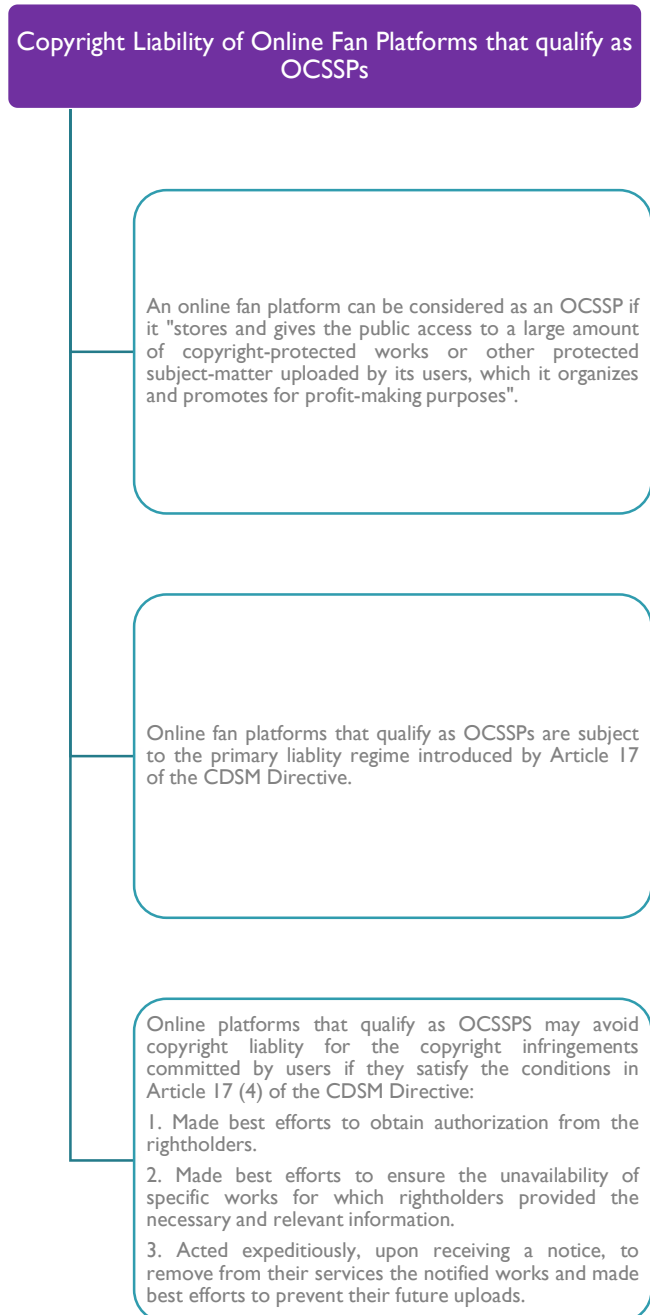 Copyright Liability of Online Fan Platforms that qualify as
OCSSPs
An online fan platform can be considered as an OCSSP if
it "stores and gives the public access to a large amount
of copyright-protected works or other protected
subject-matter uploaded by its users, which it organizes
and promotes for profit-making purposes".
Online fan platforms that qualify as OCSSPs are subject
to the primary liablity regime introduced by Article 17
of the CDSM Directive.
Online platforms that qualify as OCSSPS may avoid
copyright liablity for the copyright infringements
committed by users if they satisfy the conditions in
Article 17 (4) of the CDSM Directive:
1. Made best efforts to obtain authorization from the
rightholders.
2. Made best efforts to ensure the unavailability of
specific works for which rightholders provided the
necessary and relevant information.
3. Acted expeditiously, upon receiving a notice, to
remove from their services the notified works and made
best efforts to prevent their future uploads.